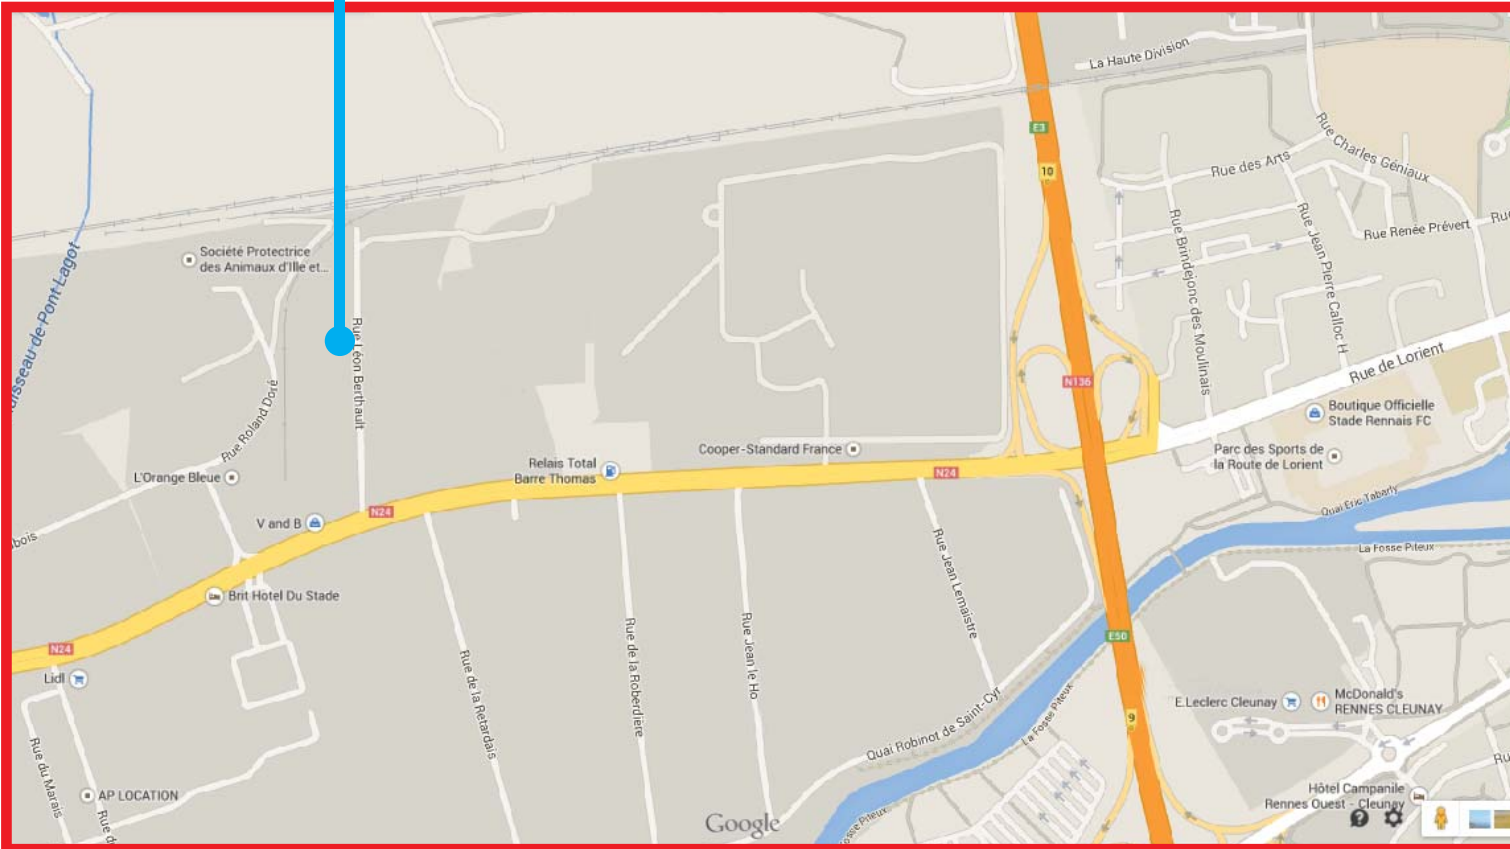 La Haute Division
E3
10
Rue Charles Géniaux
Rue des Arts
Rue Jean Pierre Calloc H
Rue Renée Prévert
Rue Brindejonc des Moulinais
Société Protectrice
des Animaux d'Ille et...
Rue Léon Berthault
Rue Roland Doré
N136
Rue de Lorient
Boutique Officielle
Stade Rennais FC
Parc des Sports de
la Route de Lorient
Cooper-Standard France
N24
Relais Total
Barre Thomas
L'Orange Bleue
N24
V and B
Quai Eric Tabarly
La Fosse Piteux
Brit Hotel Du Stade
Rue Jean Lemaistre
Rue de la Roberdière
Rue Jean le Ho
Rue de la Retardais
E50
N24
Lidl
Quai Robinot de Saint-Cyr
La Fosse Piteux
9
E.Leclerc Cleunay
McDonald's
RENNES CLEUNAY
Rue du Marais
AP LOCATION
Hôtel Campanile
Rennes Ouest - Cleunay
Google